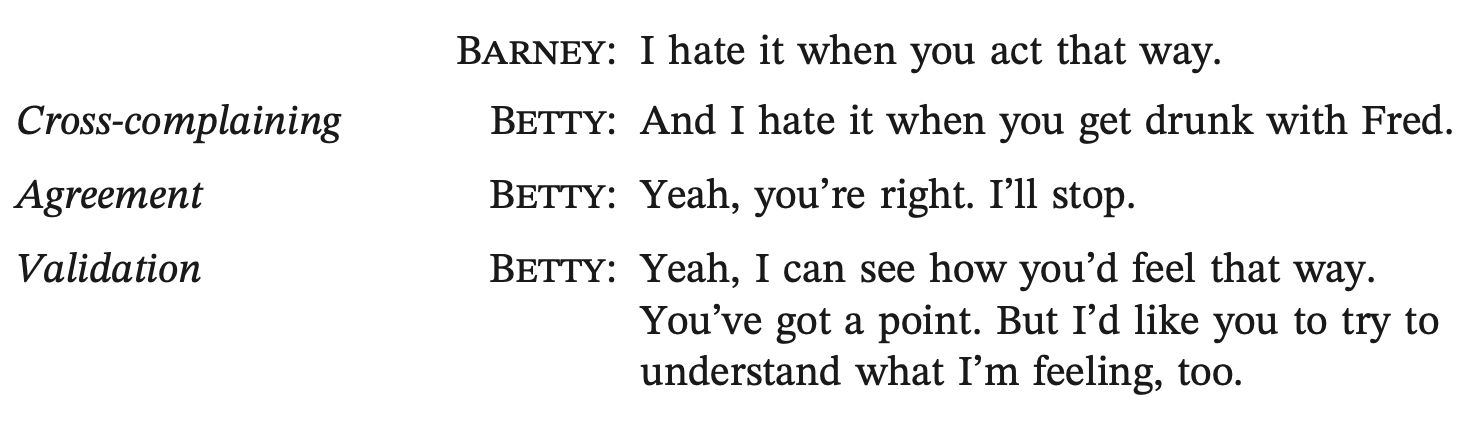 BARNEY: I hate it when you act that way.
Cross-complaining BETTY: And I hate it when you get drunk with Fred.
Agreement BETTY: Yeah, you’re right. I’ll stop.
Validation BETTY: Yeah, I can see how you’d feel that way.
You’ve got a point. But I’d like you to try to
understand what I’m feeling, too.